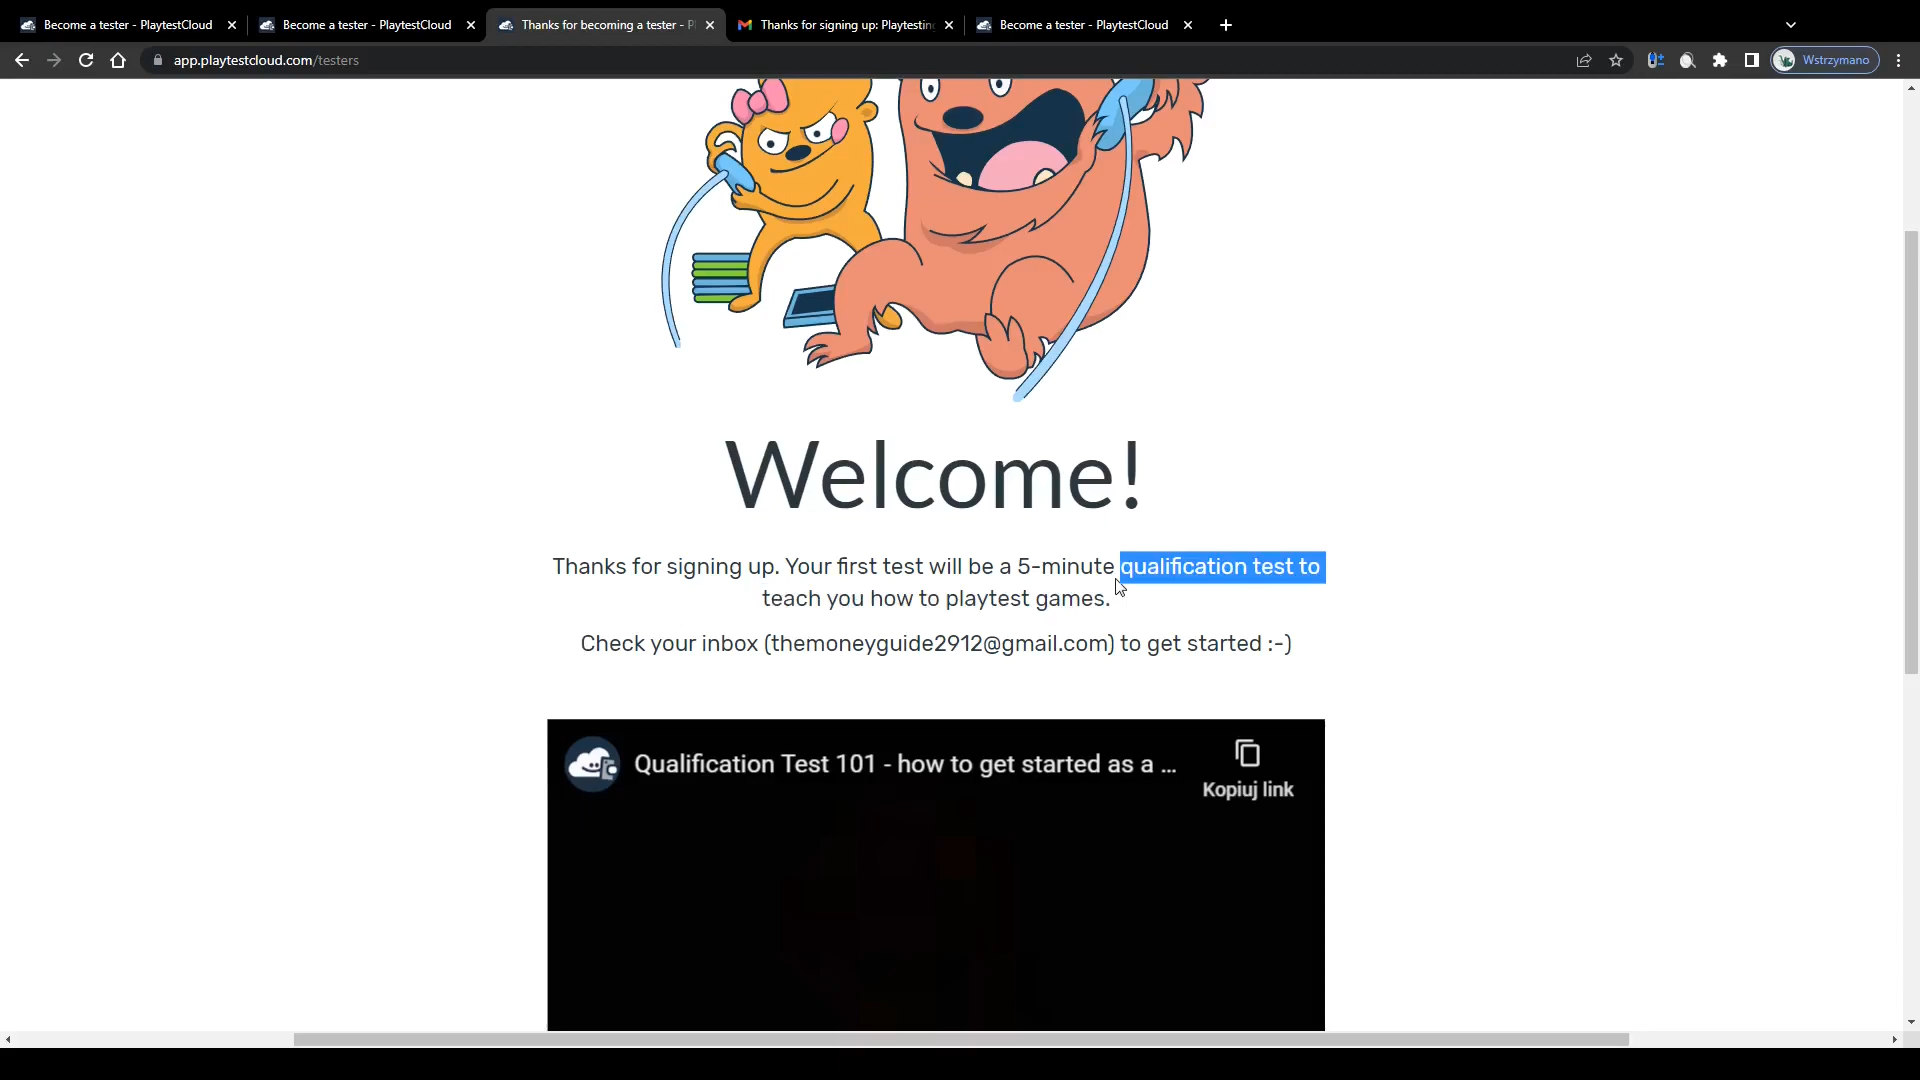 Become a tester - PlaytestCloud
Become a tester - PlaytestCloud
Thanks for becoming a tester - P
Thanks for signing up: Playtesting
Become a tester - PlaytestCloud
app.playtestcloud.com/testers
Wstrzymano
Welcome!
Thanks for signing up. Your first test will be a 5-minute qualification test to
teach you how to playtest games.
Check your inbox (themoneyguide2912@gmail.com) to get started :-)
Qualification Test 101 - how to get started as a ...
Kopiuj link